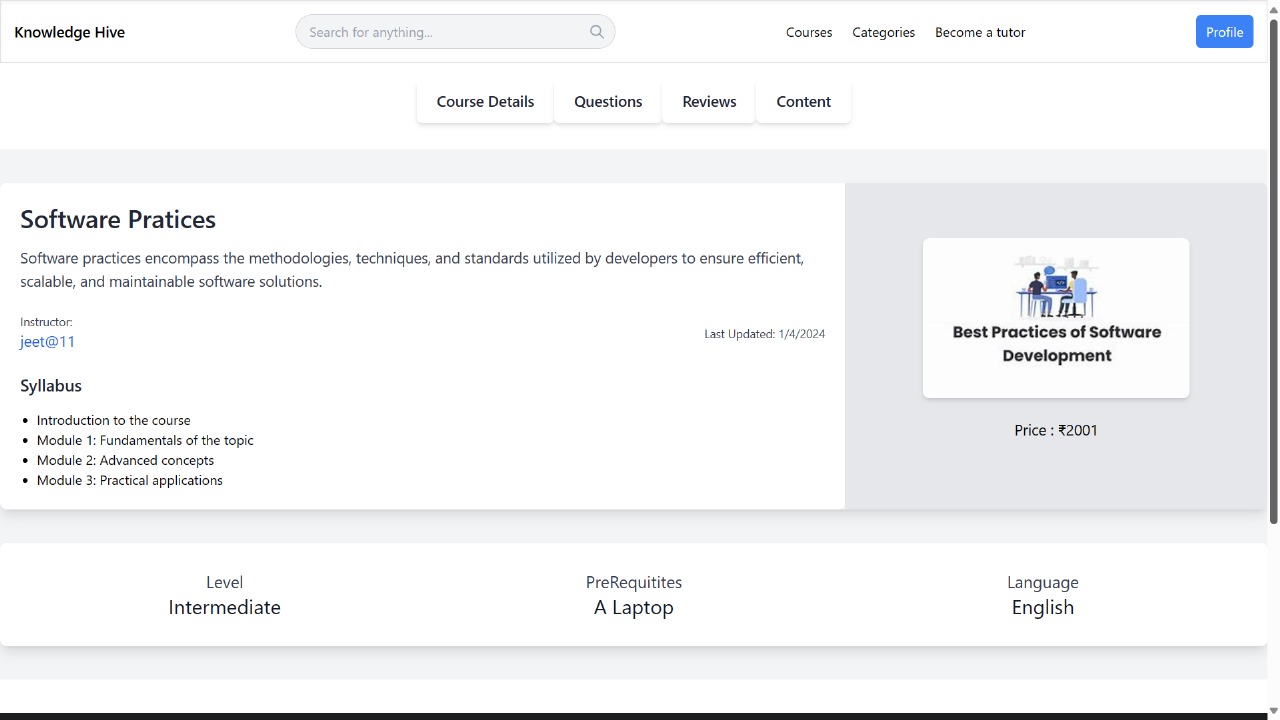 Knowledge Hive
Search for anything...
Courses
Categories
Become a tutor
Profile
Course Details
Questions
Reviews
Content
Software Pratices
Software practices encompass the methodologies, techniques, and standards utilized by developers to ensure efficient,
scalable, and maintainable software solutions.
Instructor:
jeet@11
Last Updated: 1/4/2024
Syllabus
Introduction to the course
Module 1: Fundamentals of the topic
Module 2: Advanced concepts
Module 3: Practical applications
Best Practices of Software
Development
Price : ₹2001
Level
Intermediate
PreRequitites
A Laptop
Language
English